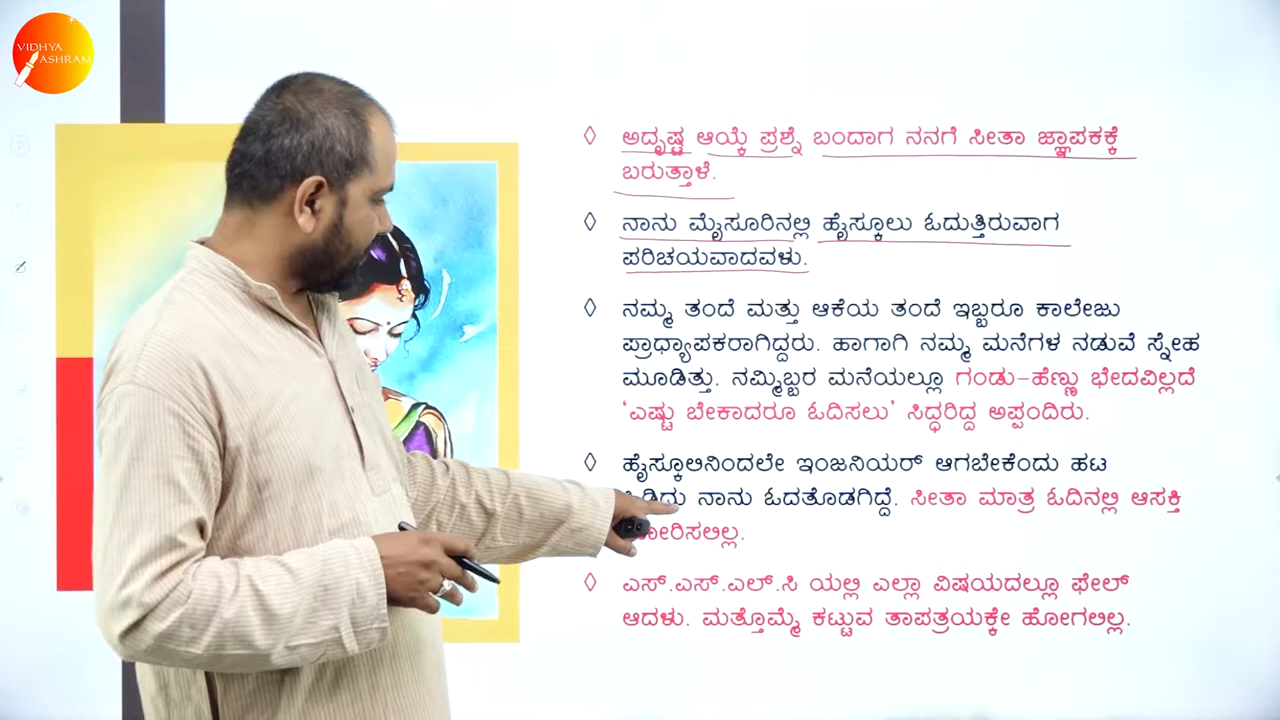 VIDHYA
ASHRAM
ಅದೃಷ್ಟ ಆಯ್ಕೆ ಪ್ರಶ್ನೆ ಬಂದಾಗ ನನಗೆ ಸೀತಾ ಜ್ಞಾಪಕಕ್ಕೆ
ಬರುತ್ತಾಳೆ.
ನಾನು ಮೈಸೂರಿನಲ್ಲಿ ಹೈಸ್ಕೂಲು ಓದುತ್ತಿರುವಾಗ
ಪರಿಚಯವಾದವಳು.
ನಮ್ಮ ತಂದೆ ಮತ್ತು ಆಕೆಯ ತಂದೆ ಇಬ್ಬರೂ ಕಾಲೇಜು
ಪ್ರಾಧ್ಯಾಪಕರಾಗಿದ್ದರು. ಹಾಗಾಗಿ ನಮ್ಮ ಮನೆಗಳ ನಡುವೆ ಸ್ನೇಹ
ಮೂಡಿತ್ತು. ನಮ್ಮಿಬ್ಬರ ಮನೆಯಲ್ಲೂ ಗಂಡು-ಹೆಣ್ಣು ಭೇದವಿಲ್ಲದೆ
'ಎಷ್ಟು ಬೇಕಾದರೂ ಓದಿಸಲು' ಸಿದ್ಧರಿದ್ದ ಅಪ್ಪಂದಿರು.
ಹೈಸ್ಕೂಲಿನಿಂದಲೇ ಇಂಜನಿಯರ್ ಆಗಬೇಕೆಂದು ಹಟ
ನಾನು ಓದತೊಡಗಿದ್ದೆ. ಸೀತಾ ಮಾತ್ರ ಓದಿನಲ್ಲಿ ಆಸಕ್ತಿ
ಎಸ್.ಎಸ್.ಎಲ್.ಸಿ ಯಲ್ಲಿ ಎಲ್ಲಾ ವಿಷಯದಲ್ಲೂ ಫೇಲ್
ಆದಳು. ಮತ್ತೊಮ್ಮೆ ಕಟ್ಟುವ ತಾಪತ್ರಯಕ್ಕೇ ಹೋಗಲಿಲ್ಲ.